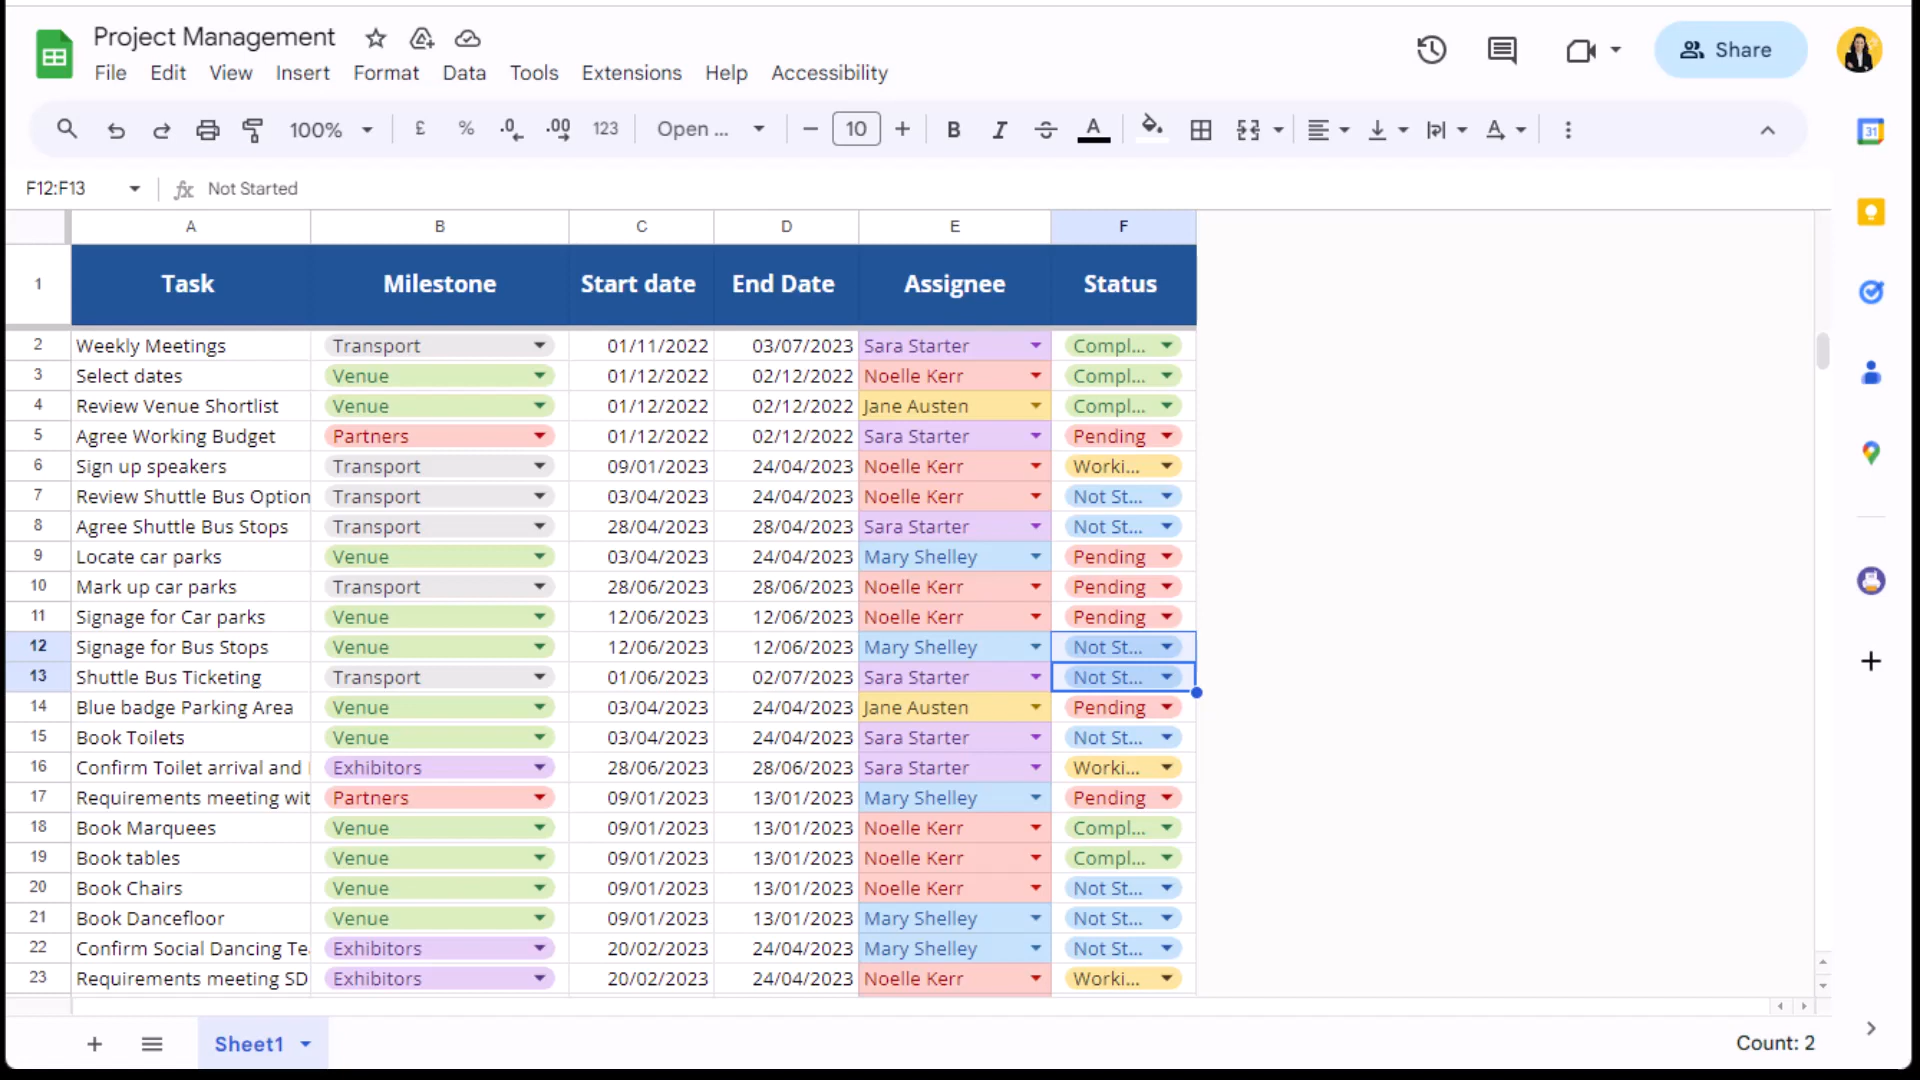 Project Management
File Edit View Insert Format Data Tools Extensions Help Accessibility
Share
100% £ % .0 .00 123 Open ... 10 B I A A
31
F12:F13 fx Not Started
A B C D E F
1 Task Milestone Start date End Date Assignee Status
2 Weekly Meetings Transport 01/11/2022 03/07/2023 Sara Starter Compl...
3 Select dates Venue 01/12/2022 02/12/2022 Noelle Kerr Compl...
4 Review Venue Shortlist Venue 01/12/2022 02/12/2022 Jane Austen Compl...
5 Agree Working Budget Partners 01/12/2022 02/12/2022 Sara Starter Pending
6 Sign up speakers Transport 09/01/2023 24/04/2023 Noelle Kerr Worki...
7 Review Shuttle Bus Option Transport 03/04/2023 24/04/2023 Noelle Kerr Not St...
8 Agree Shuttle Bus Stops Transport 28/04/2023 28/04/2023 Sara Starter Not St...
9 Locate car parks Venue 03/04/2023 24/04/2023 Mary Shelley Pending
10 Mark up car parks Transport 28/06/2023 28/06/2023 Noelle Kerr Pending
11 Signage for Car parks Venue 12/06/2023 12/06/2023 Noelle Kerr Pending
12 Signage for Bus Stops Venue 12/06/2023 12/06/2023 Mary Shelley Not St...
13 Shuttle Bus Ticketing Transport 01/06/2023 02/07/2023 Sara Starter Not St...
14 Blue badge Parking Area Venue 03/04/2023 24/04/2023 Jane Austen Pending
15 Book Toilets Venue 03/04/2023 24/04/2023 Sara Starter Not St...
16 Confirm Toilet arrival and Exhibitors 28/06/2023 28/06/2023 Sara Starter Worki...
17 Requirements meeting wit Partners 09/01/2023 13/01/2023 Mary Shelley Pending
18 Book Marquees Venue 09/01/2023 13/01/2023 Noelle Kerr Compl...
19 Book tables Venue 09/01/2023 13/01/2023 Noelle Kerr Compl...
20 Book Chairs Venue 09/01/2023 13/01/2023 Noelle Kerr Not St...
21 Book Dancefloor Venue 09/01/2023 13/01/2023 Mary Shelley Not St...
22 Confirm Social Dancing Te Exhibitors 20/02/2023 24/04/2023 Mary Shelley Not St...
23 Requirements meeting SD Exhibitors 20/02/2023 24/04/2023 Noelle Kerr Worki...
Sheet1
Count: 2